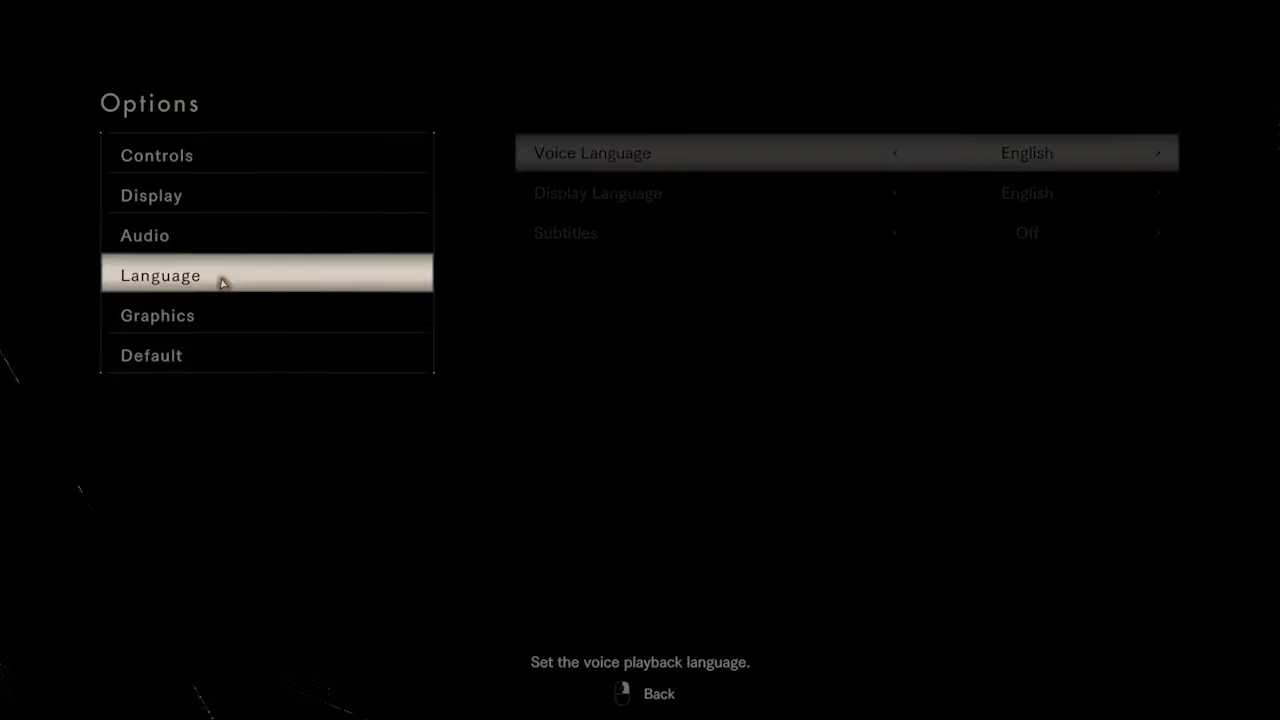 Options
Controls
Display
Audio
Language
Graphics
Default
Voice Language < English >
Display Language English >
Subtitles Off >
Set the voice playback language.
Back